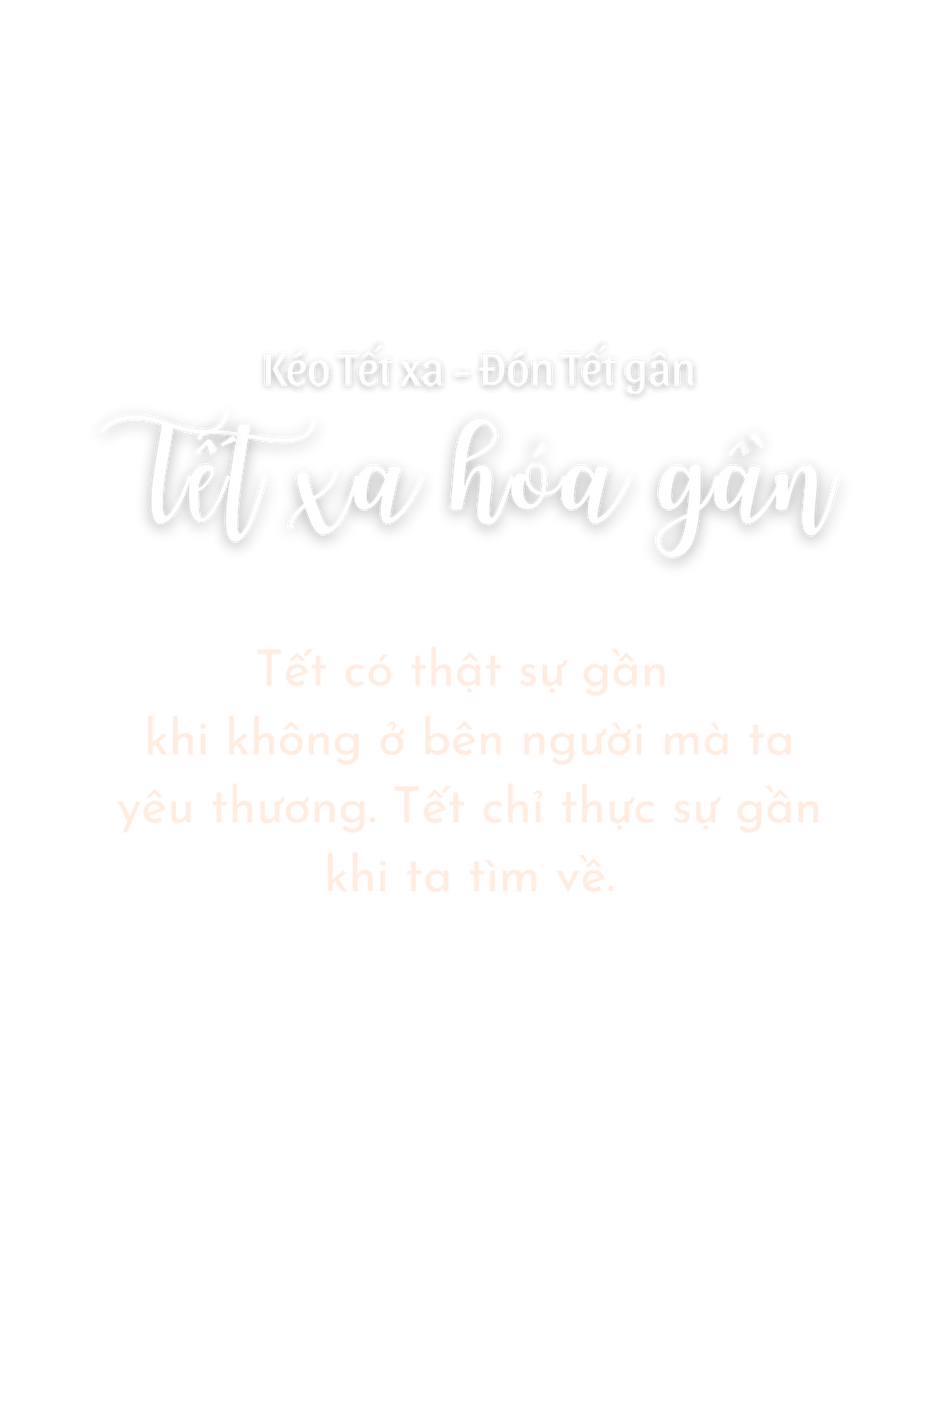 Kéo Tết xa - Đón Tết gần
Tết xa hóa gần
Tết có thật sự gần
khi không ở bên người mà ta
yêu thương. Tết chỉ thực sự gần
khi ta tìm về.